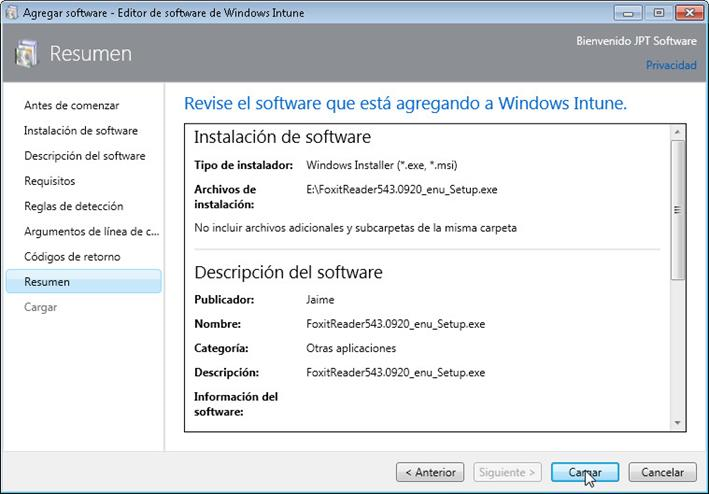 Agregar software - Editor de software de Windows Intune
Resumen
Bienvenido JPT Software
Privacidad
Antes de comenzar
Instalación de software
Descripción del software
Requisitos
Reglas de detección
Argumentos de línea de c...
Códigos de retorno
Resumen
Cargar
Revise el software que está agregando a Windows Intune.
Instalación de software
Tipo de instalador: Windows Installer (*.exe, *.msi)
Archivos de instalación: E:\FoxitReader543.0920_enu_Setup.exe
No incluir archivos adicionales y subcarpetas de la misma carpeta
Descripción del software
Publicador: Jaime
Nombre: FoxitReader543.0920_enu_Setup.exe
Categoría: Otras aplicaciones
Descripción: FoxitReader543.0920_enu_Setup.exe
Información del
software:
< Anterior Siguiente > Cargar Cancelar